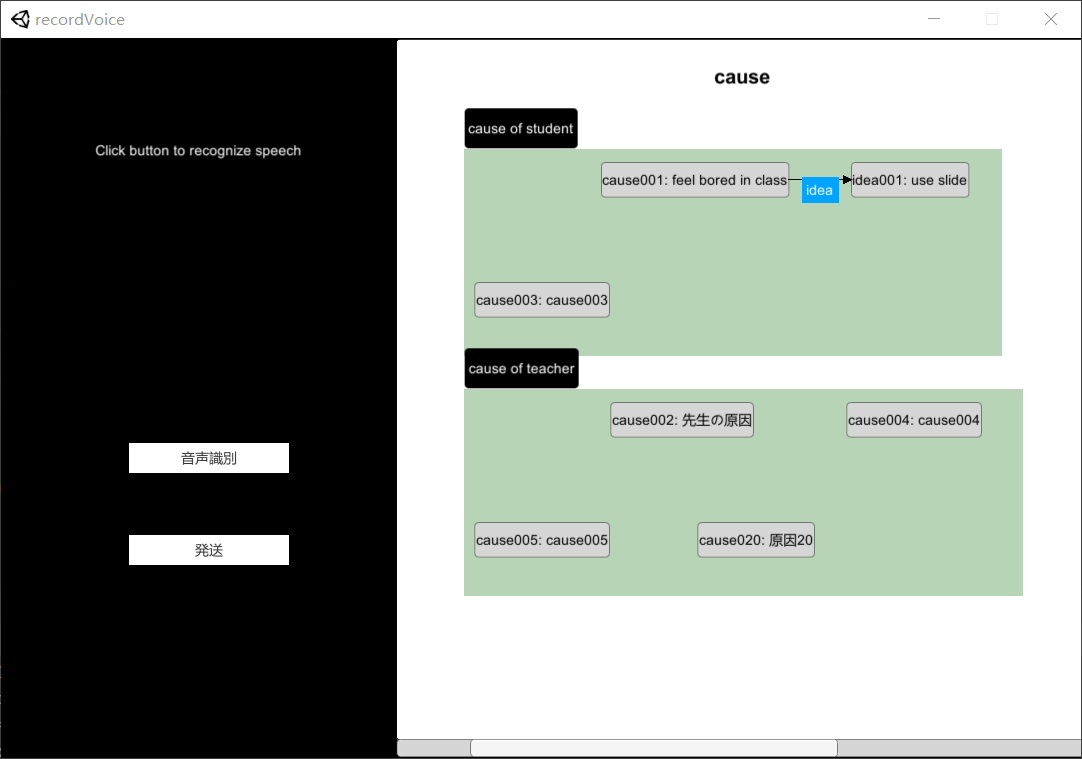 recordVoice
Click button to recognize speech
音声識別
発送
cause
cause of student
cause001: feel bored in class
idea
idea001: use slide
cause003: cause003
cause of teacher
cause002: 先生の原因
cause004: cause004
cause005: cause005
cause020: 原因20